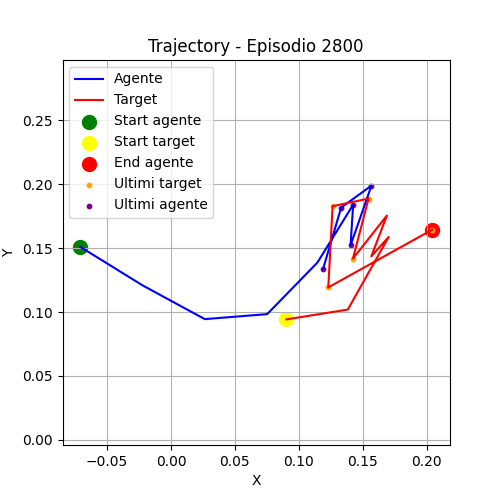 Trajectory - Episodio 2800
Agente
Target
Start agente
Start target
End agente
Ultimi target
Ultimi agente
Y
0.25
0.20
0.15
0.10
0.05
0.00
−0.05 0.00 0.05 0.10 0.15 0.20
X